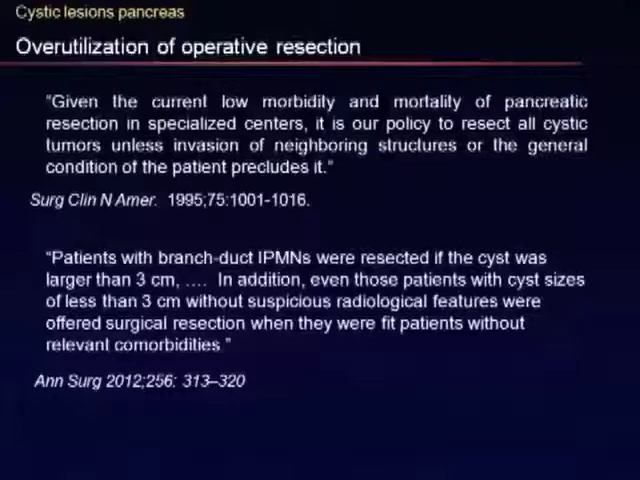 Cystic lesions pancreas
Overutilization of operative resection
“Given the current low morbidity and mortality of pancreatic
resection in specialized centers, it is our policy to resect all cystic
tumors unless invasion of neighboring structures or the general
condition of the patient precludes it.”
Surg Clin N Amer. 1995;75:1001-1016.
“Patients with branch-duct IPMNs were resected if the cyst was
larger than 3 cm, …. In addition, even those patients with cyst sizes
of less than 3 cm without suspicious radiological features were
offered surgical resection when they were fit patients without
relevant comorbidities ”
Ann Surg 2012;256: 313–320